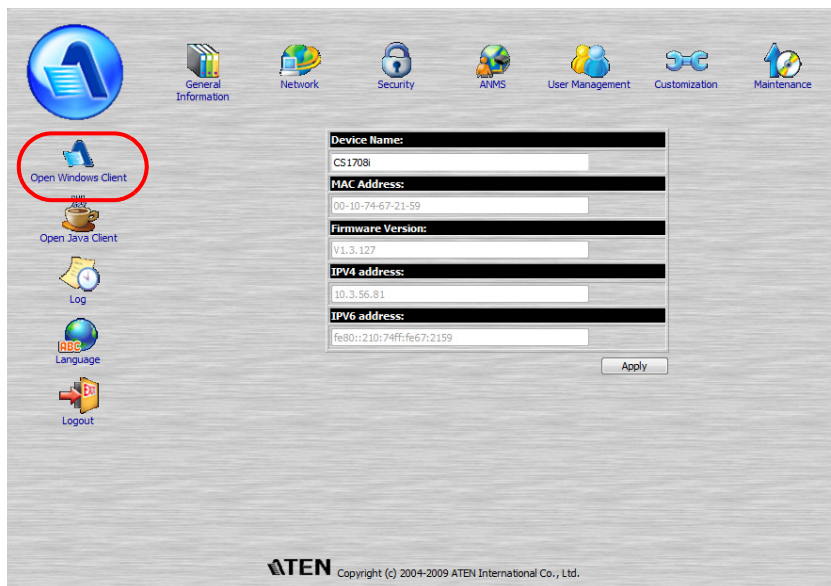 General
Information
Network
Security
ANMS
User Management
Customization
Maintenance
Open Windows Client
Open Java Client
Log
ABC
Language
EXIT
Logout
Device Name:
CS1708i
MAC Address:
00-10-74-67-21-59
Firmware Version:
V1.3.127
IPV4 address:
10.3.56.81
IPV6 address:
fe80::210:74ff:fe67:2159
Apply
ATEN Copyright (c) 2004-2009 ATEN International Co., Ltd.